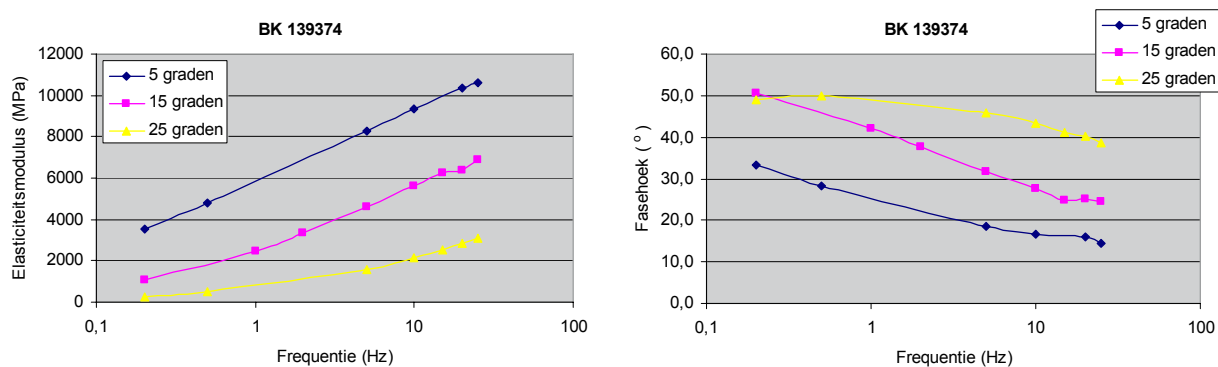 BK 139374
12000
10000
8000
6000
4000
2000
0
Elasticiteitsmodulus (MPa)
5 graden
15 graden
25 graden
0,1
1
10
100
Frequentie (Hz)
BK 139374
60,0
50,0
40,0
30,0
20,0
10,0
0,0
Fasehoek ( ° )
5 graden
15 graden
25 graden
0,1
1
10
100
Frequentie (Hz)